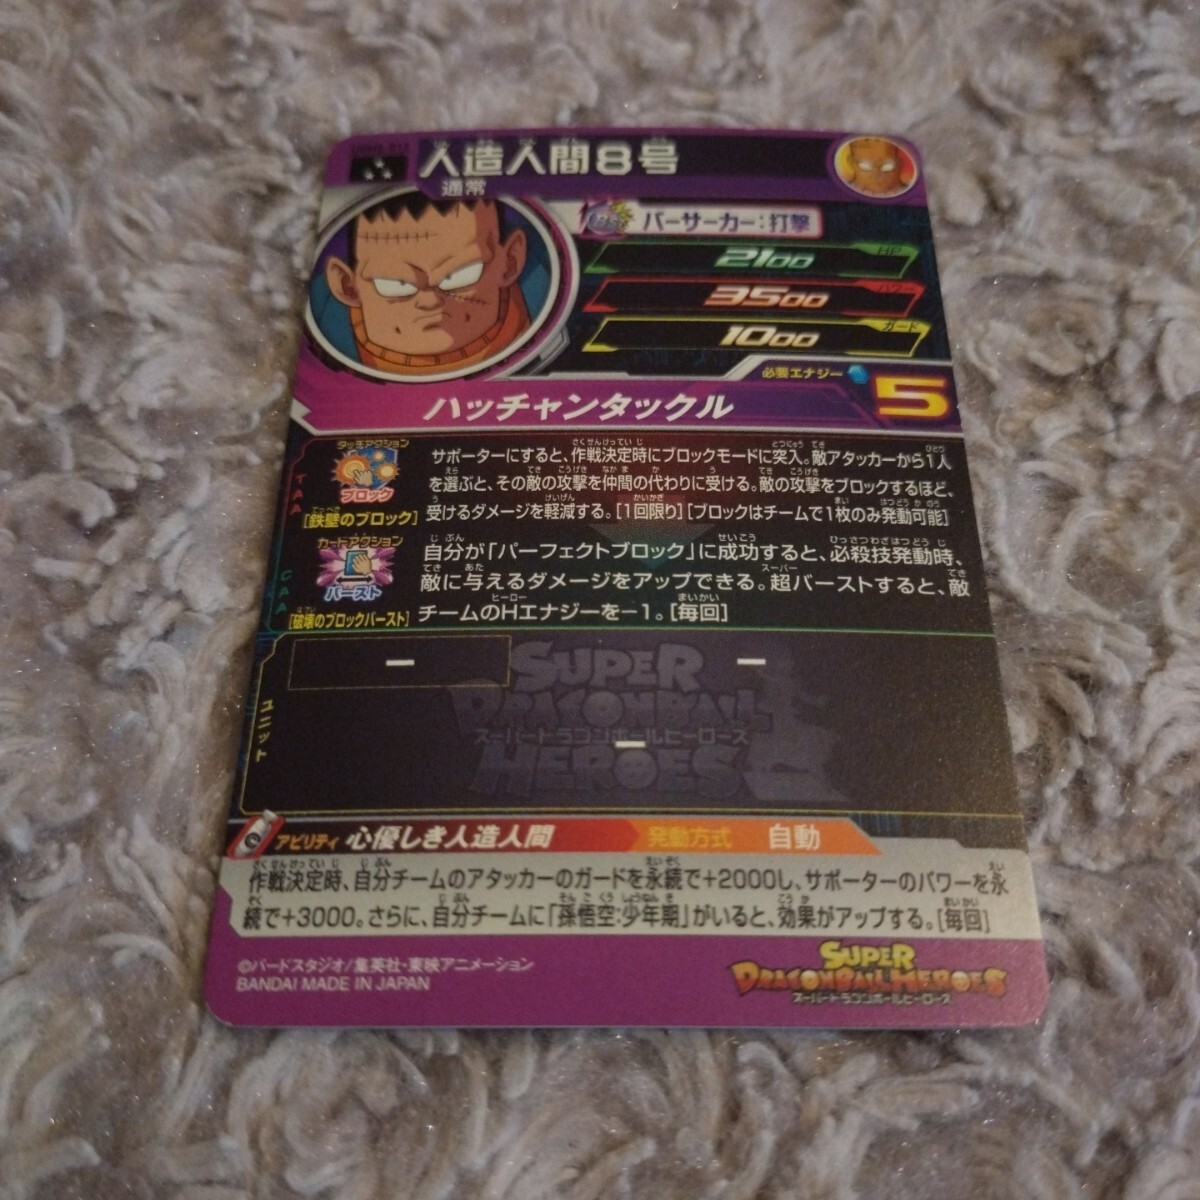 人造人間8号
通常
バーサーカー:打撃
2100 HP
3500 パワー
1000 ガード
必要エナジー 5
ハッチャンタックル
タッチアクション
ブロック
[鉄壁のブロック]
サポーターにすると、作戦決定時にブロックモードに突入。敵アタッカーから1人
を選ぶと、その敵の攻撃を仲間の代わりに受ける。敵の攻撃をブロックするほど、
受けるダメージを軽減する。[1回限り][ブロックはチームで1枚のみ発動可能]
カードアクション
バースト
[破壊のブロックバースト]
自分が「パーフェクトブロック」に成功すると、必殺技発動時、
敵に与えるダメージをアップできる。超バーストすると、敵
チームのHエナジーを−1。[毎回]
TAA
CAA
ユニット
ー
ー
ー
SUPER
DRAGONBALL
スーパードラゴンボールヒーローズ
HEROES
アビリティ 心優しき人造人間 発動方式 自動
作戦決定時、自分チームのアタッカーのガードを永続で+2000し、サポーターのパワーを永
続で+3000。さらに、自分チームに「孫悟空:少年期」がいると、効果がアップする。[毎回]
©バードスタジオ/集英社・東映アニメーション
BANDAI MADE IN JAPAN
SUPER
DRAGONBALL HEROES
スーパードラゴンボールヒーローズ